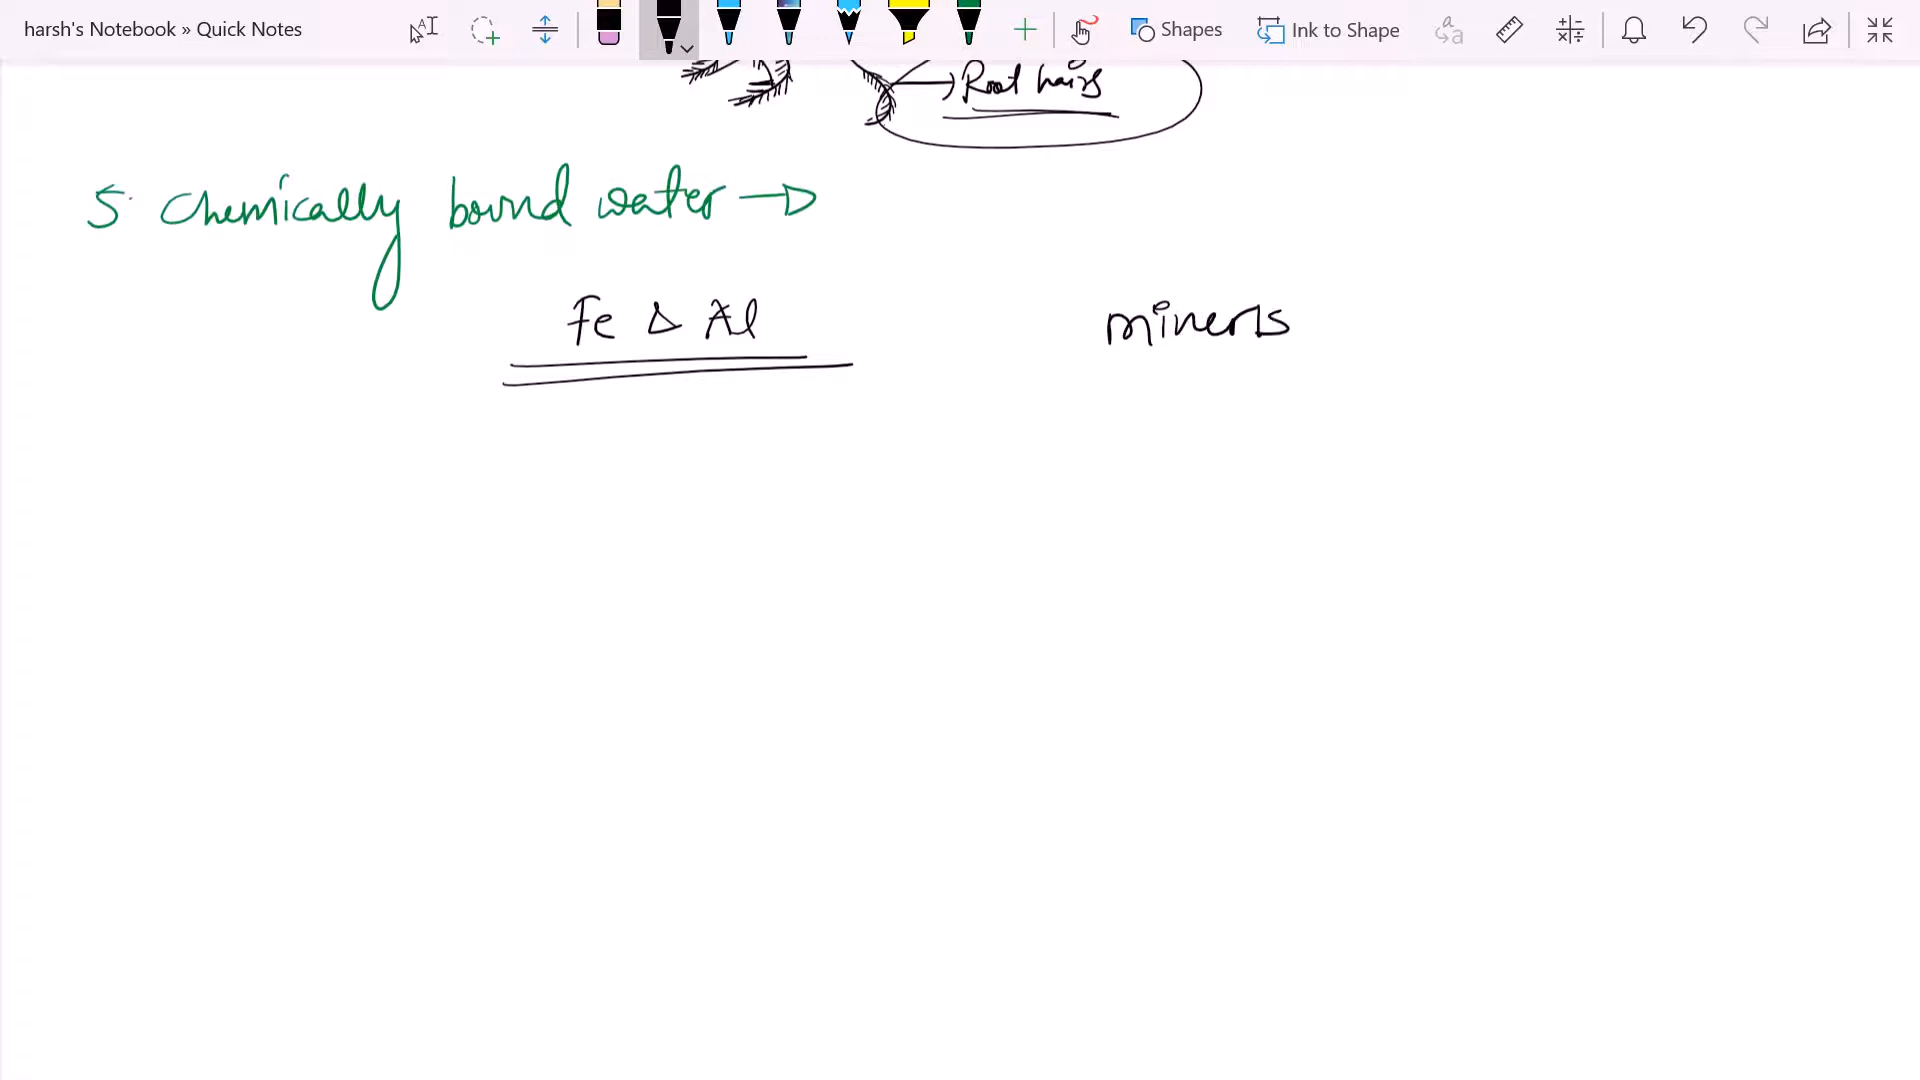 harsh's Notebook » Quick Notes Shapes Ink to Shape
Root hairs
5. Chemically bound water →
Fe & Al minerls